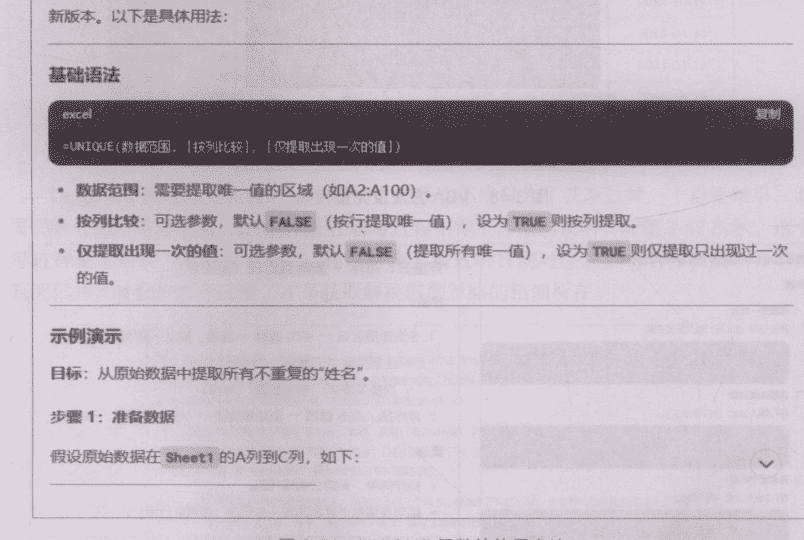 新版本。以下是具体用法：
基础语法
excel
复制
=UNIQUE(数据范围, [按列比较], [仅提取出现一次的值])
• 数据范围：需要提取唯一值的区域（如A2:A100）。
• 按列比较：可选参数，默认 FALSE （按行提取唯一值），设为 TRUE 则按列提取。
• 仅提取出现一次的值：可选参数，默认 FALSE （提取所有唯一值），设为 TRUE 则仅提取只出现过一次
的值。
示例演示
目标：从原始数据中提取所有不重复的“姓名”。
步骤 1：准备数据
假设原始数据在 Sheet1 的A列到C列，如下：